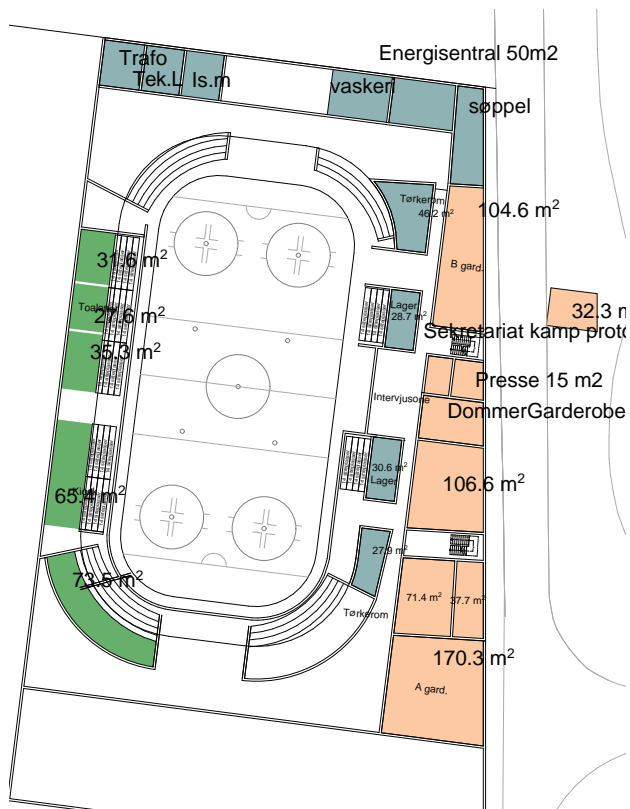 Energisentral 50m2
Trafo
Tek.L
Is.m
vaskeri
søppel
Tørkerom
46.2 m²
104.6 m²
31.6 m²
B gard.
Lager
28.7 m²
27.6 m²
32.3 m
Sekretariat kamp proto
35.3 m²
Presse 15 m2
Intervjusone
DommerGarderobe
30.6 m²
Lager
106.6 m²
65.4 m²
27.9 m²
73.5 m²
71.4 m²
37.7 m²
Tørkerom
170.3 m²
A gard.